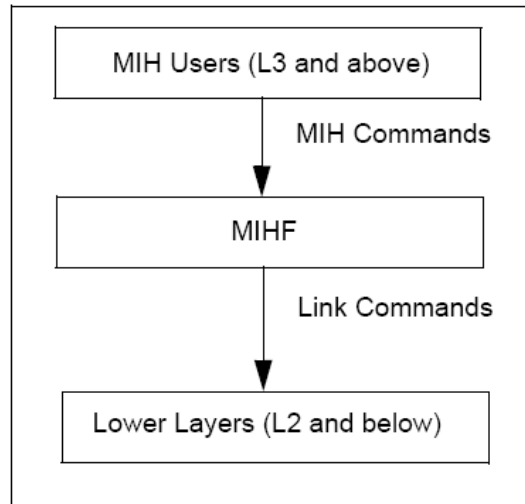 MIH Users (L3 and above)
MIH Commands
MIHF
Link Commands
Lower Layers (L2 and below)